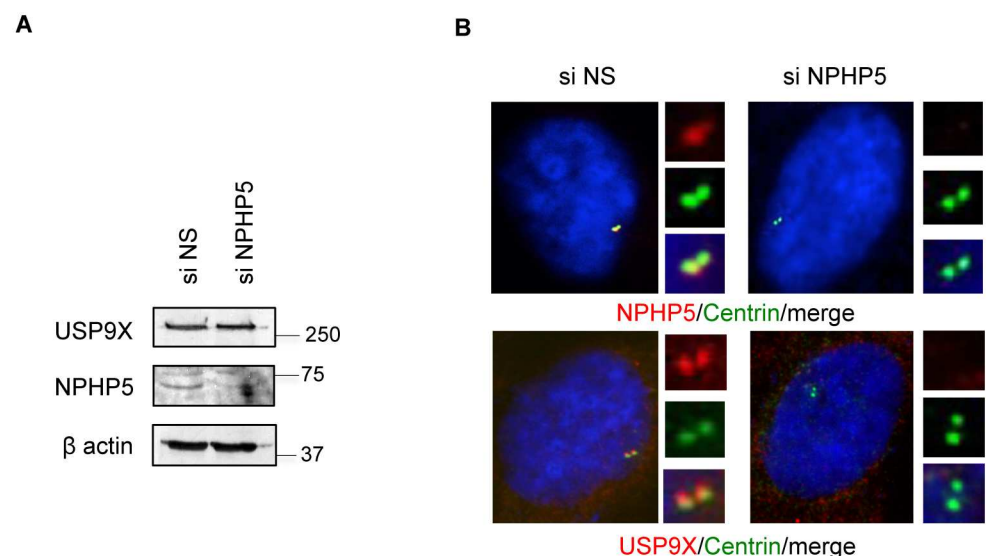 A
B
si NS
si NPHP5
si NS
si NPHP5
USP9X
250
NPHP5
75
β actin
37
NPHP5/Centrin/merge
USP9X/Centrin/merge